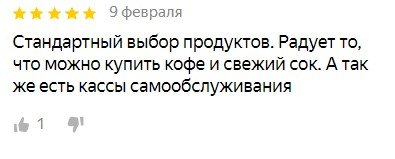 9 февраля
Стандартный выбор продуктов. Радует то,
что можно купить кофе и свежий сок. А так
же есть кассы самообслуживания
1